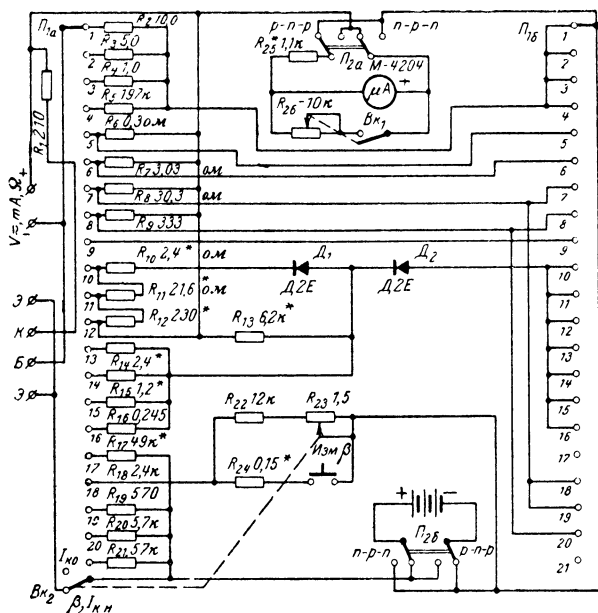 П₁а
R₂ 10,0
1
R₃ 5,0
2
R₄ 1,0
3
R₅ 197к
4
R₆ 0,3 ом
5
6
R₇ 3,03 ом
7
R₈ 30,3 ом
8
R₉ 333
9
R₁₀ 2,4* ом
10
R₁₁ 21,6* ом
11
R₁₂ 230*
12
13
R₁₄ 2,4*
14
R₁₅ 1,2*
15
R₁₆ 0,245
16
R₁₇ 49к*
17
R₁₈ 2,4к
18
R₁₉ 570
19
R₂₀ 5,7к
20
R₂₁ 57к
R₁ 210
V=, mA, Ω +
−
Э
К
Б
Э
Iко
Вк₂
β, Iкн
p-n-p
n-p-n
R₂₅* 1,1к
П₂а
М-4204
μА
+
R₂₆ -10к
Вк₁
Д₁
Д2Е
Д₂
Д2Е
R₁₃ 6,2к*
R₂₂ 12к
R₂₃ 1,5
Изм β
R₂₄ 0,15*
+
−
П₂б
n-p-n
p-n-p
П₁б
1
2
3
4
5
6
7
8
9
10
11
12
13
14
15
16
17
18
19
20
21